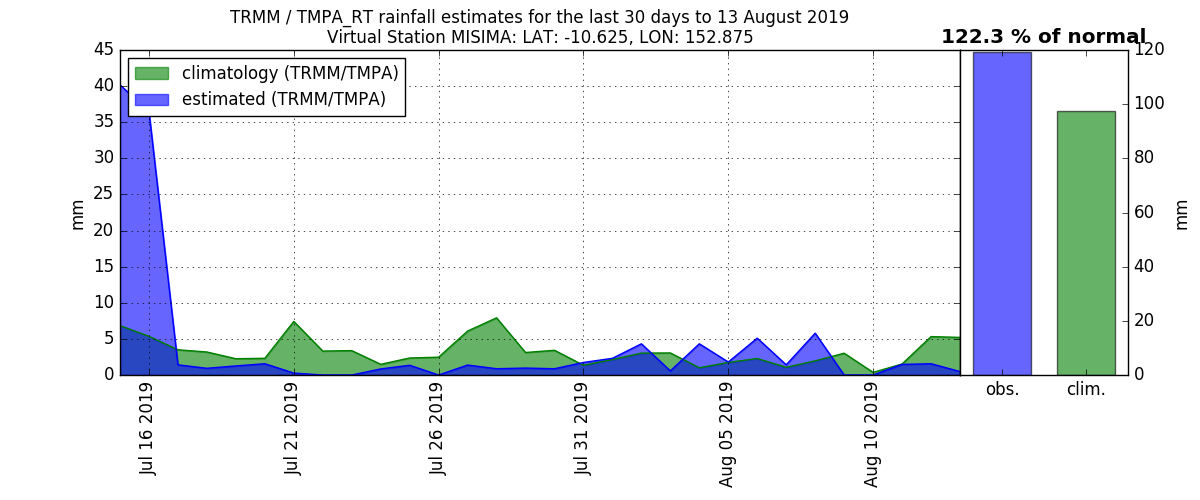 TRMM / TMPA_RT rainfall estimates for the last 30 days to 13 August 2019
Virtual Station MISIMA: LAT: -10.625, LON: 152.875
122.3 % of normal
climatology (TRMM/TMPA)
estimated (TRMM/TMPA)
45
40
35
30
25
20
15
10
5
0
mm
Jul 16 2019
Jul 21 2019
Jul 26 2019
Jul 31 2019
Aug 05 2019
Aug 10 2019
obs.
clim.
120
100
80
60
40
20
0
mm